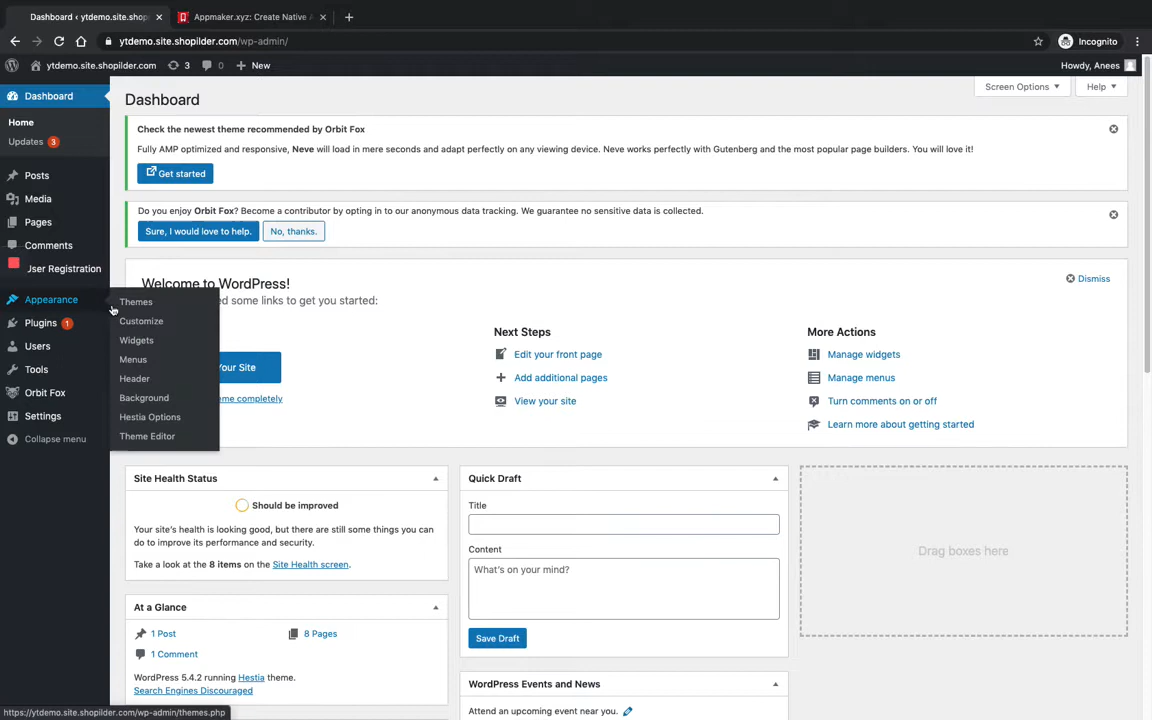 Dashboard ‹ ytdemo.site.shop
Appmaker.xyz: Create Native
ytdemo.site.shopilder.com/wp-admin/
Incognito
ytdemo.site.shopilder.com
3
0
New
Howdy, Anees
Dashboard
Home
Updates 3
Posts
Media
Pages
Comments
User Registration
Appearance
Plugins 1
Users
Tools
Orbit Fox
Settings
Collapse menu
Themes
Customize
Widgets
Menus
Header
Background
Hestia Options
Theme Editor
Dashboard
Screen Options
Help
Check the newest theme recommended by Orbit Fox
Fully AMP optimized and responsive, Neve will load in mere seconds and adapt perfectly on any viewing device. Neve works perfectly with Gutenberg and the most popular page builders. You will love it!
Get started
Do you enjoy Orbit Fox? Become a contributor by opting in to our anonymous data tracking. We guarantee no sensitive data is collected.
Sure, I would love to help.
No, thanks.
Welcome to WordPress!
Dismiss
d some links to get you started:
Your Site
eme completely
Next Steps
Edit your front page
Add additional pages
View your site
More Actions
Manage widgets
Manage menus
Turn comments on or off
Learn more about getting started
Site Health Status
Should be improved
Your site's health is looking good, but there are still some things you can
do to improve its performance and security.
Take a look at the 8 items on the Site Health screen.
At a Glance
1 Post
8 Pages
1 Comment
WordPress 5.4.2 running Hestia theme.
Search Engines Discouraged
Quick Draft
Title
Content
What's on your mind?
Save Draft
WordPress Events and News
Attend an upcoming event near you.
Drag boxes here
https://ytdemo.site.shopilder.com/wp-admin/themes.php